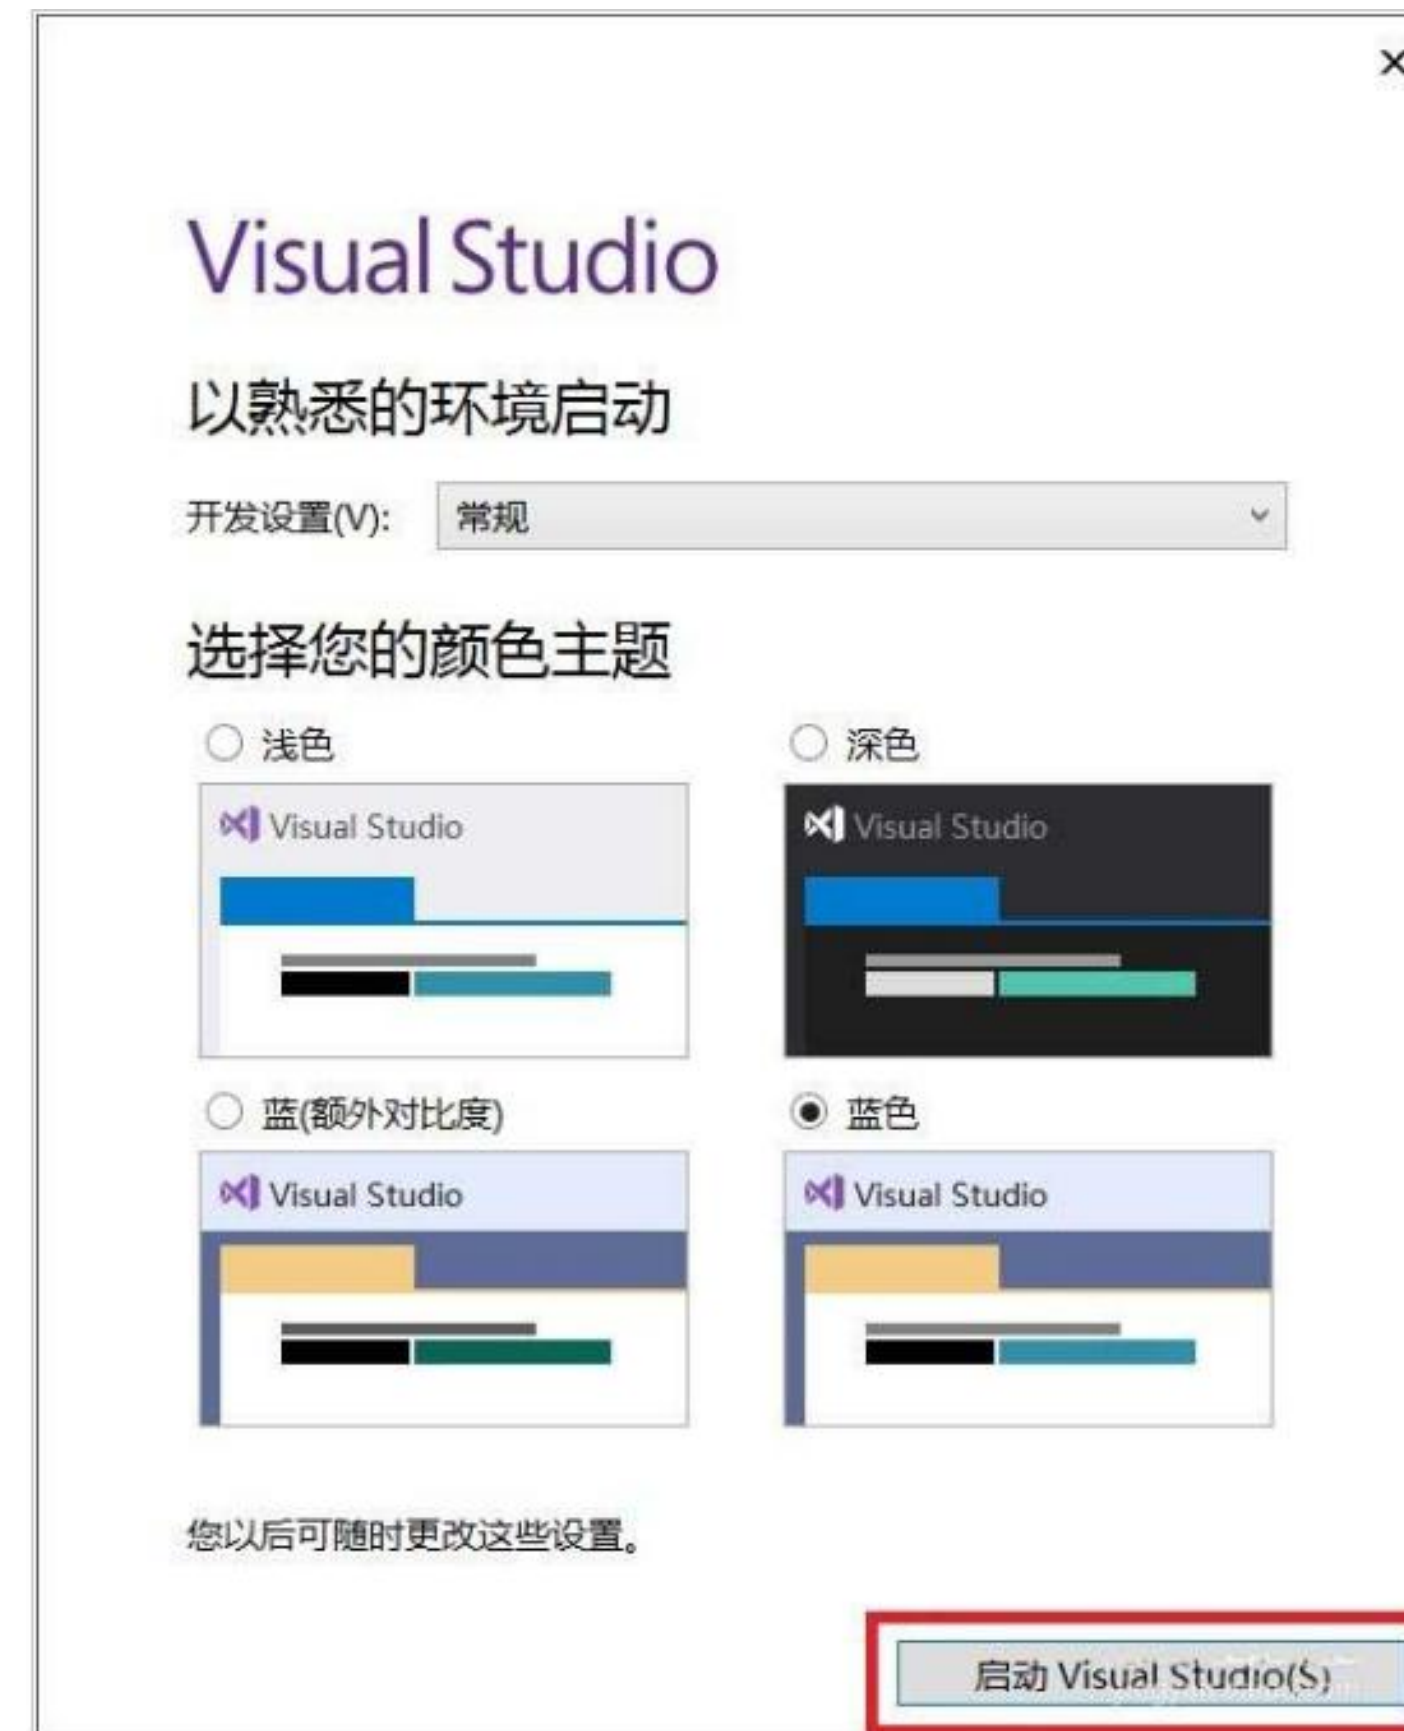 Visual Studio
以熟悉的环境启动
开发设置(V): 常规
选择您的颜色主题
浅色 深色
Visual Studio Visual Studio
蓝(额外对比度) 蓝色
Visual Studio Visual Studio
您以后可随时更改这些设置。
启动 Visual Studio(S)